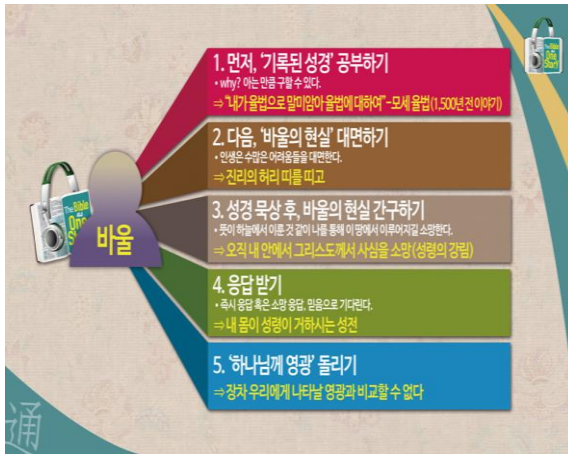 The Bible
as
One
Story
1. 먼저, ‘기록된 성경’ 공부하기
• why? 아는 만큼 구할 수 있다.
⇒ “내가 율법으로 말미암아 율법에 대하여” - 모세 율법(1,500년 전 이야기)
2. 다음, ‘바울의 현실’ 대면하기
• 인생은 수많은 어려움들을 대면한다.
⇒ 진리의 허리 띠를 띠고
The Bible
as
One
바울
3. 성경 묵상 후, 바울의 현실 간구하기
• 뜻이 하늘에서 이룬 것 같이 나를 통해 이 땅에서 이루어지길 소망한다.
⇒ 오직 내 안에서 그리스도께서 사심을 소망(성령의 강림)
4. 응답 받기
• 즉시 응답 혹은 소망 응답, 믿음으로 기다린다.
⇒ 내 몸이 성령이 거하시는 성전
5. ‘하나님께 영광’ 돌리기
⇒ 장차 우리에게 나타날 영광과 비교할 수 없다
通